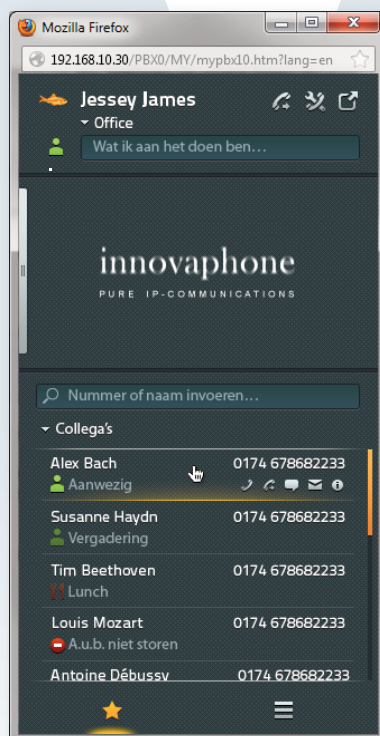 Mozilla Firefox
192.168.10.30/PBX0/MY/mypbx10.htm?lang=en
Jessey James
Office
Wat ik aan het doen ben...
innovaphone
PURE IP-COMMUNICATIONS
Nummer of naam invoeren...
Collega's
Alex Bach 0174 678682233
Aanwezig
Susanne Haydn 0174 678682233
Vergadering
Tim Beethoven 0174 678682233
Lunch
Louis Mozart 0174 678682233
A.u.b. niet storen
Antoine Débussy 0174 678682233